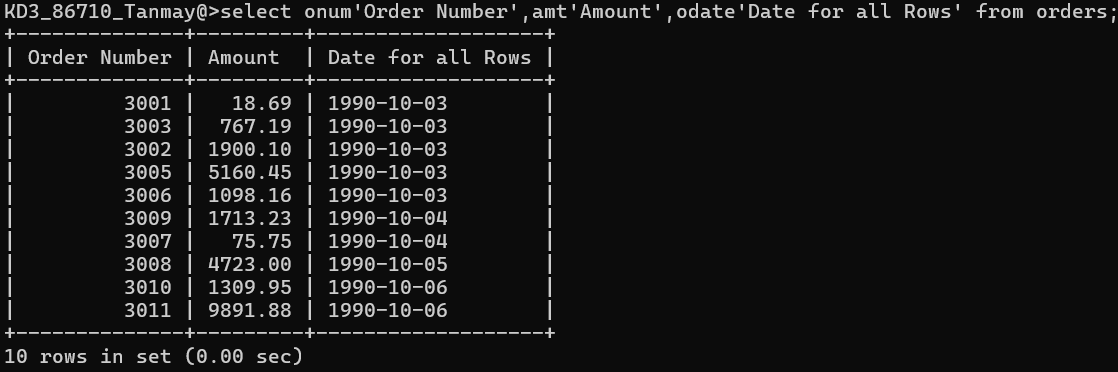 KD3_86710_Tanmay@>select onum'Order Number',amt'Amount',odate'Date for all Rows' from orders;
+--------------+---------+-------------------+
| Order Number | Amount  | Date for all Rows |
+--------------+---------+-------------------+
|         3001 |   18.69 | 1990-10-03        |
|         3003 |  767.19 | 1990-10-03        |
|         3002 | 1900.10 | 1990-10-03        |
|         3005 | 5160.45 | 1990-10-03        |
|         3006 | 1098.16 | 1990-10-03        |
|         3009 | 1713.23 | 1990-10-04        |
|         3007 |   75.75 | 1990-10-04        |
|         3008 | 4723.00 | 1990-10-05        |
|         3010 | 1309.95 | 1990-10-06        |
|         3011 | 9891.88 | 1990-10-06        |
+--------------+---------+-------------------+
10 rows in set (0.00 sec)